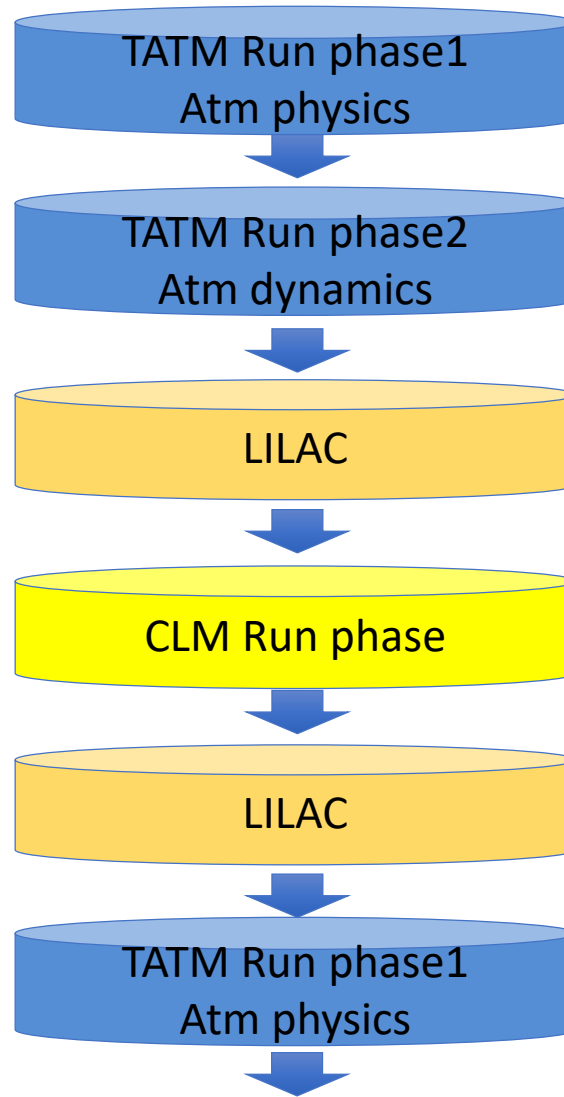 TATM Run phase1
Atm physics
TATM Run phase2
Atm dynamics
LILAC
CLM Run phase
LILAC
TATM Run phase1
Atm physics